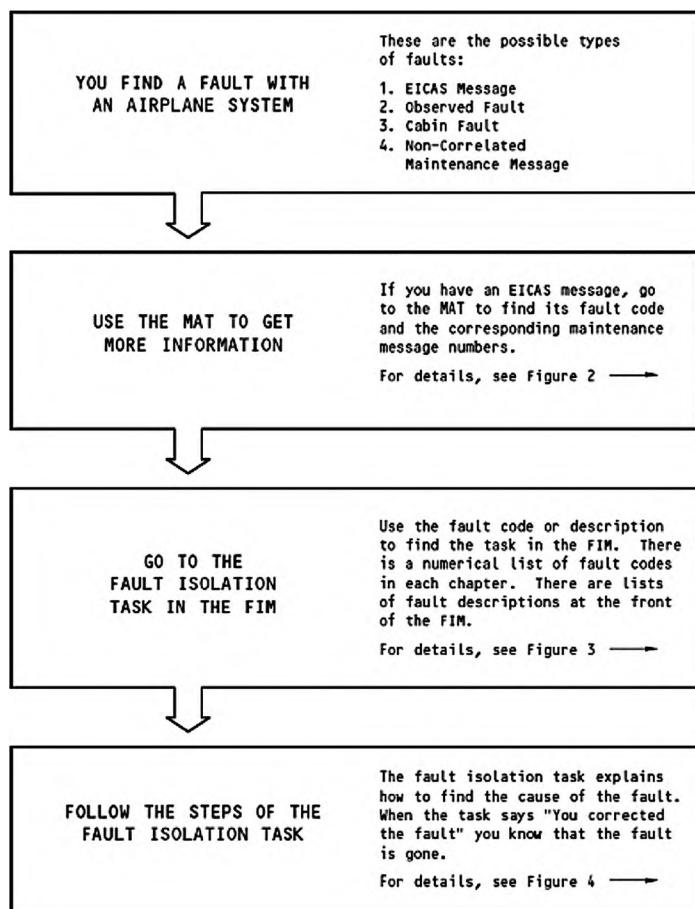 YOU FIND A FAULT WITH
AN AIRPLANE SYSTEM
These are the possible types
of faults:
1. EICAS Message
2. Observed Fault
3. Cabin Fault
4. Non-Correlated
Maintenance Message
USE THE MAT TO GET
MORE INFORMATION
If you have an EICAS message, go
to the MAT to find its fault code
and the corresponding maintenance
message numbers.
For details, see Figure 2
GO TO THE
FAULT ISOLATION
TASK IN THE FIM
Use the fault code or description
to find the task in the FIM. There
is a numerical list of fault codes
in each chapter. There are lists
of fault descriptions at the front
of the FIM.
For details, see Figure 3
FOLLOW THE STEPS OF THE
FAULT ISOLATION TASK
The fault isolation task explains
how to find the cause of the fault.
When the task says "You corrected
the fault" you know that the fault
is gone.
For details, see Figure 4